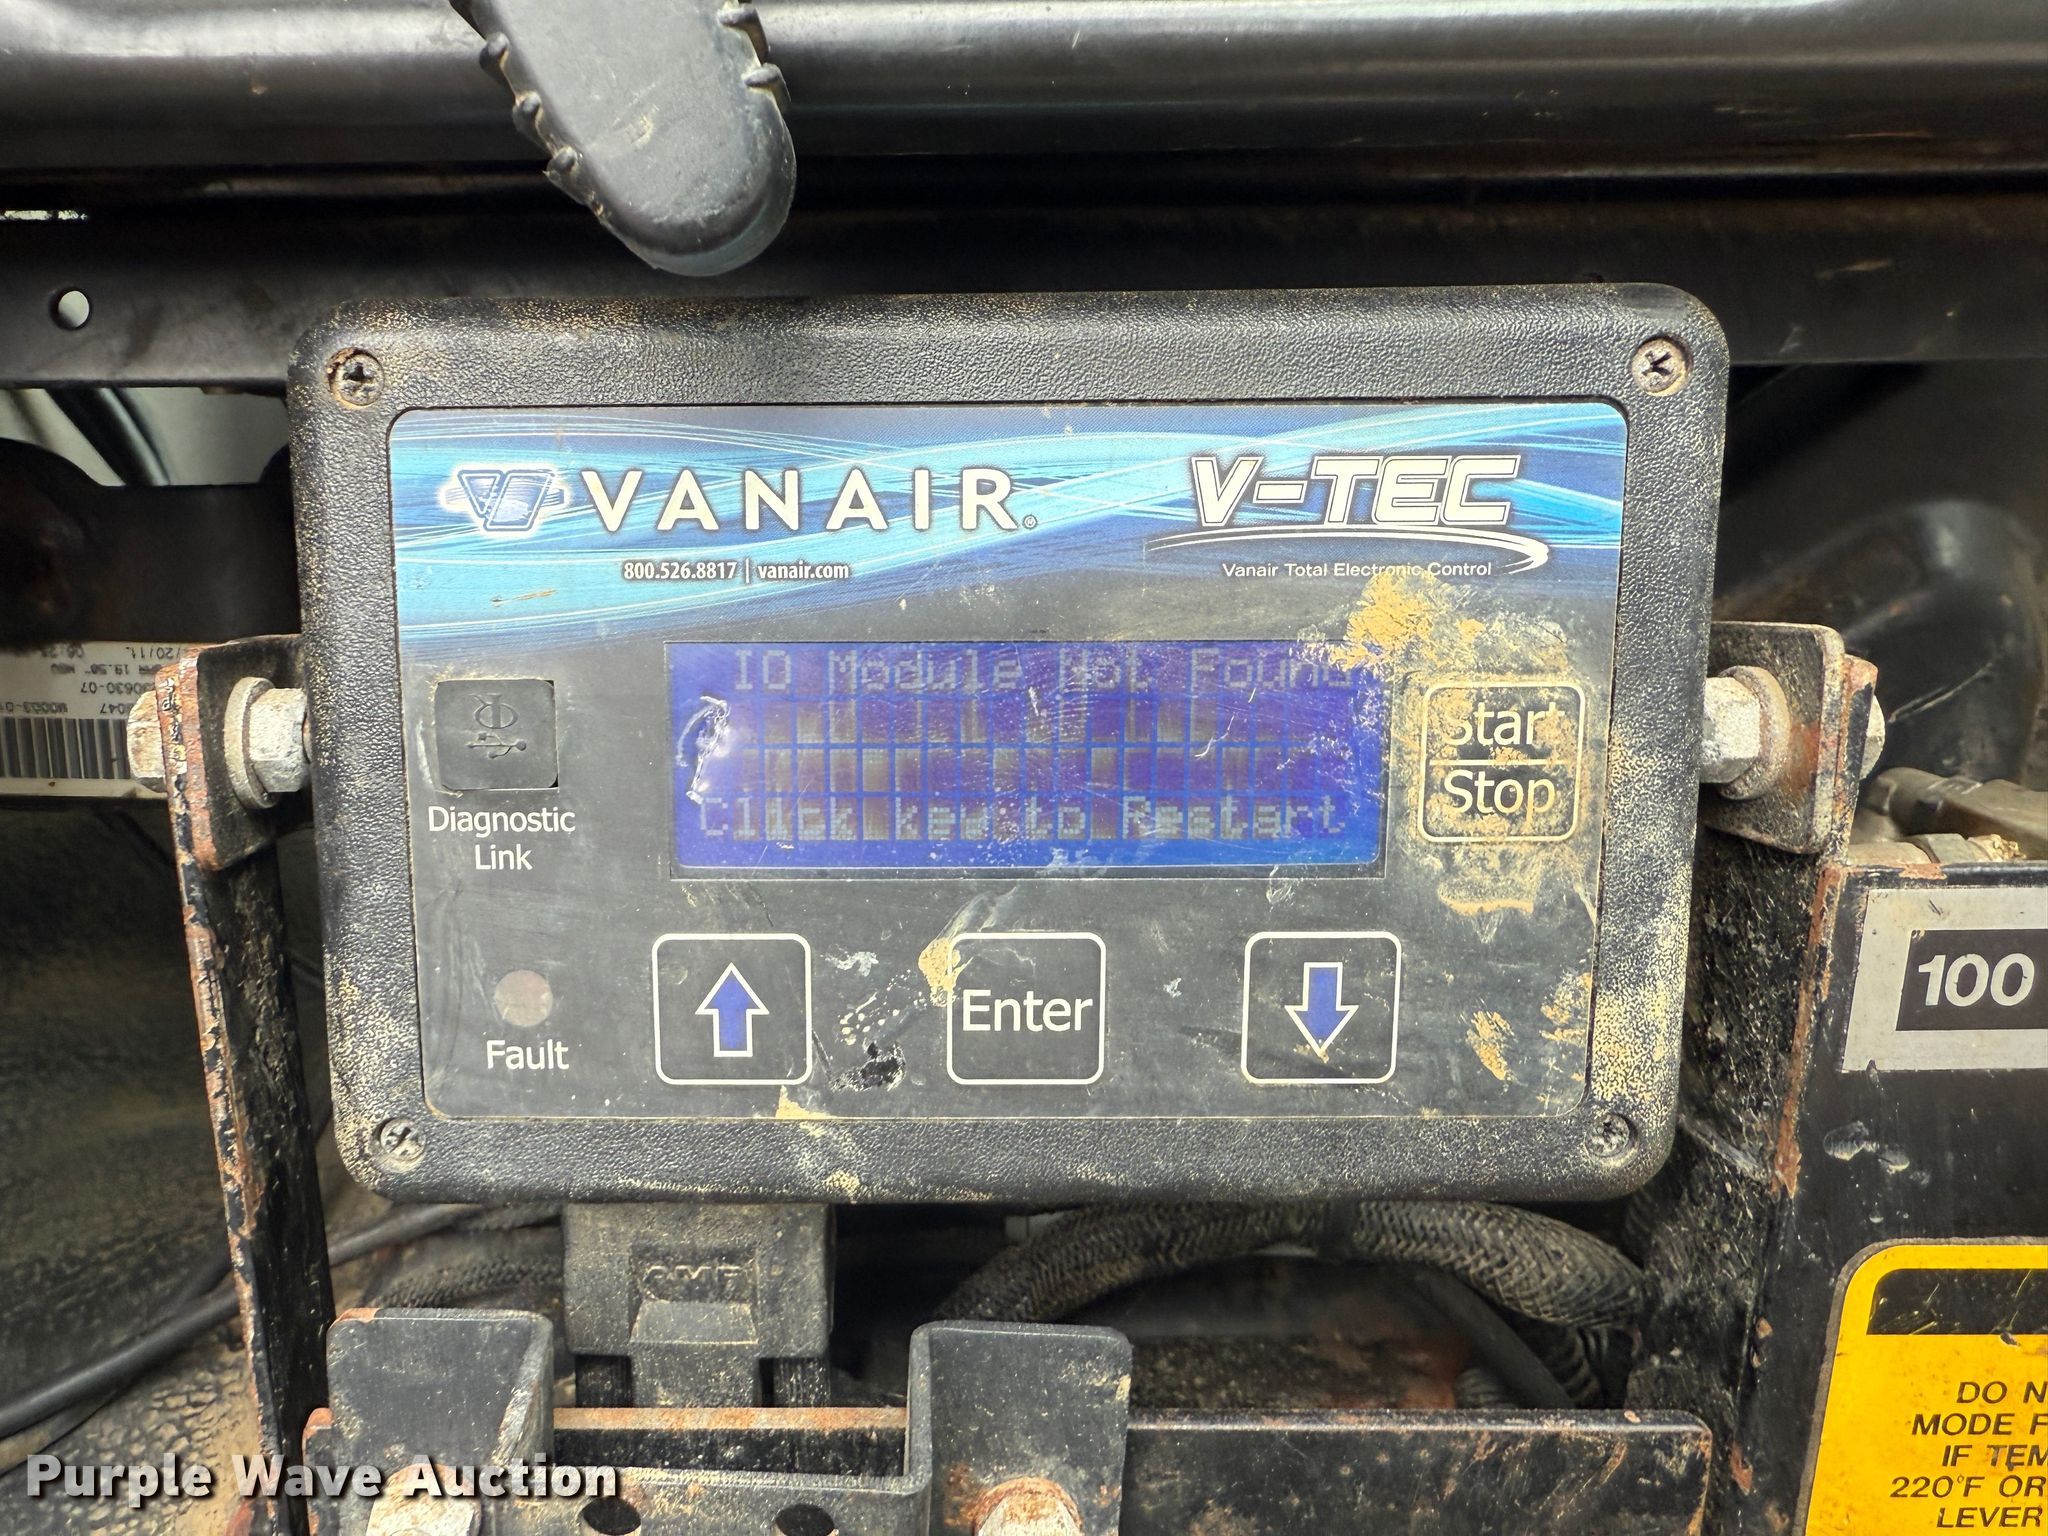 VANAIR®
V-TEC
800.526.8817 | vanair.com
Vanair Total Electronic Control
IO Module Not Found
Click key to Restart
Start
Stop
Diagnostic
Link
Fault
Enter
100
DO N
MODE F
IF TEM
220°F OR
LEVER
Purple Wave Auction